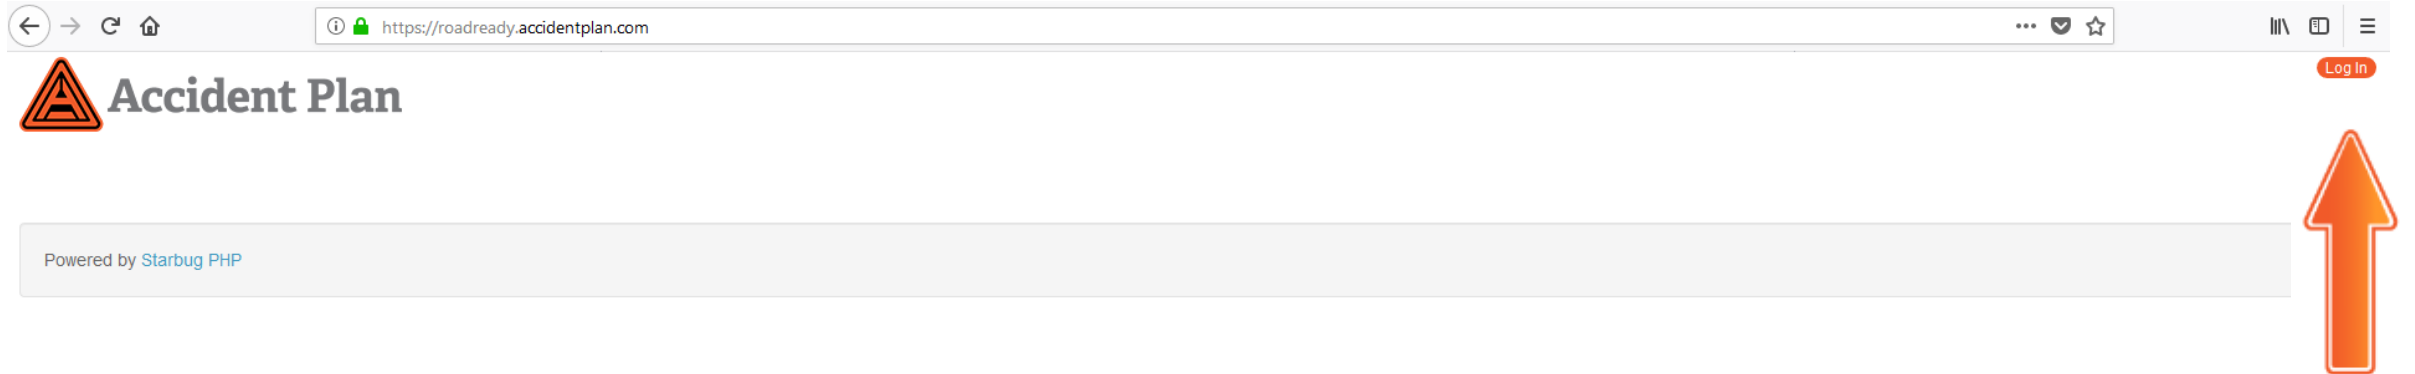 https://roadready.accidentplan.com
Log In
Accident Plan
Powered by Starbug PHP